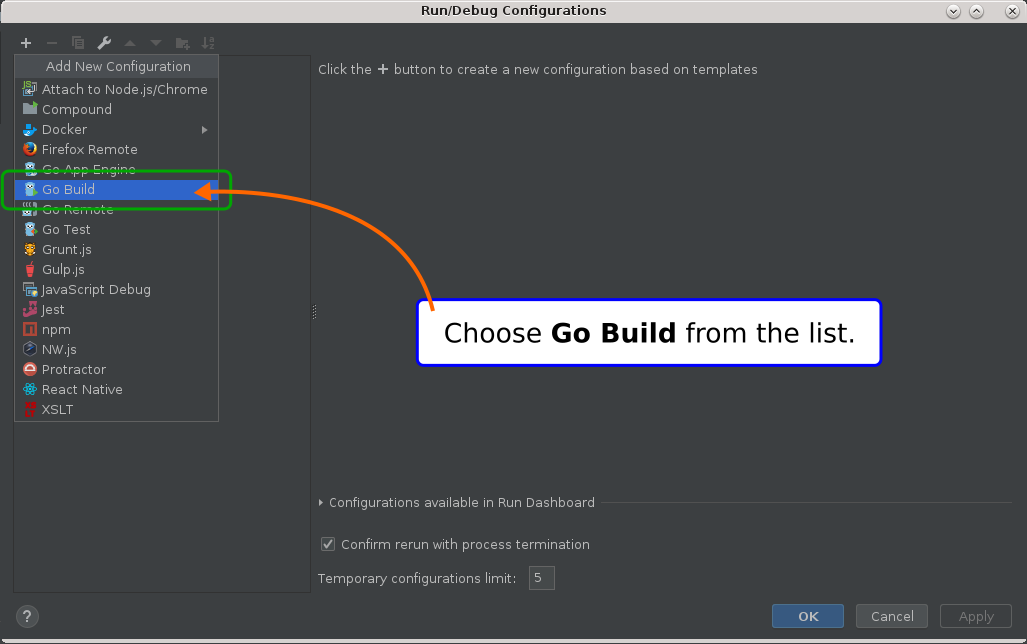 Run/Debug Configurations
Add New Configuration
Click the + button to create a new configuration based on templates
Attach to Node.js/Chrome
Compound
Docker
Firefox Remote
Go App Engine
Go Build
Go Remote
Go Test
Grunt.js
Gulp.js
JavaScript Debug
Jest
npm
NW.js
Protractor
React Native
XSLT
Choose Go Build from the list.
Configurations available in Run Dashboard
Confirm rerun with process termination
Temporary configurations limit: 5
? OK Cancel Apply